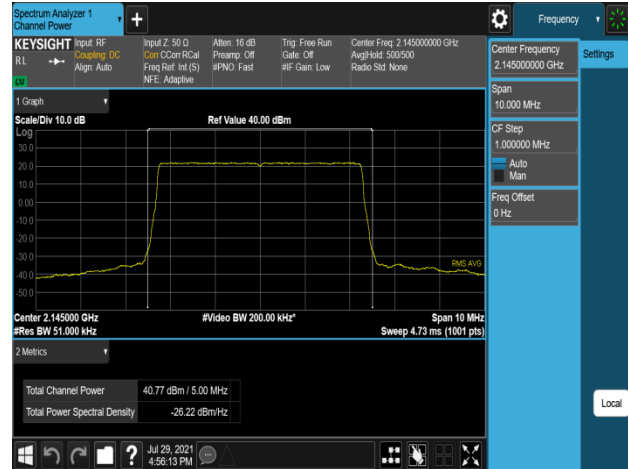 Spectrum Analyzer 1
Channel Power
Frequency
KEYSIGHT
RL
Input: RF
Coupling: DC
Align: Auto
Input Z: 50 Ω
Corr CCorr RCal
Freq Ref: Int (S)
NFE: Adaptive
Atten: 16 dB
Preamp: Off
#PNO: Fast
Trig: Free Run
Gate: Off
#IF Gain: Low
Center Freq: 2.145000000 GHz
Avg|Hold: 500/500
Radio Std: None
Center Frequency
2.145000000 GHz
Settings
Span
10.000 MHz
CF Step
1.000000 MHz
Auto
Man
Freq Offset
0 Hz
Local
1 Graph
Scale/Div 10.0 dB
Ref Value 40.00 dBm
Log
30.0
20.0
10.0
0.00
-10.0
-20.0
-30.0
-40.0
-50.0
RMS AVG
Center 2.145000 GHz
#Video BW 200.00 kHz*
Span 10 MHz
#Res BW 51.000 kHz
Sweep 4.73 ms (1001 pts)
2 Metrics
Total Channel Power 40.77 dBm / 5.00 MHz
Total Power Spectral Density -26.22 dBm/Hz
?
Jul 29, 2021
4:56:13 PM